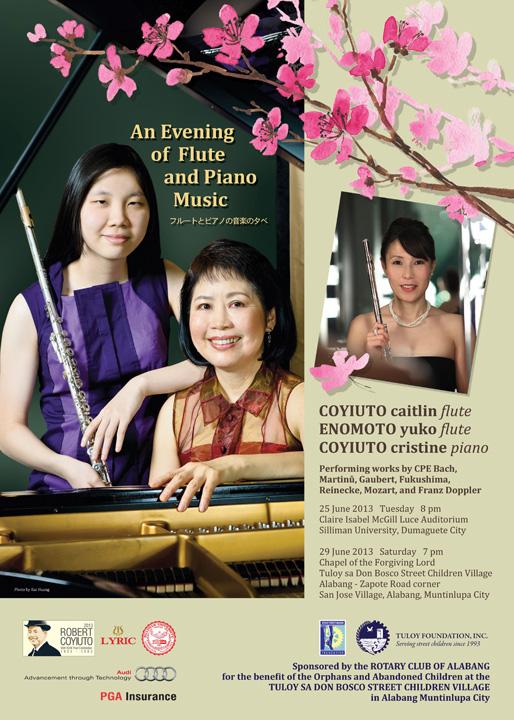 An Evening
of Flute
and Piano
Music
フルートとピアノの音楽の夕べ
COYIUTO caitlin flute
ENOMOTO yuko flute
COYIUTO cristine piano
Performing works by CPE Bach,
Martinů, Gaubert, Fukushima,
Reinecke, Mozart, and Franz Doppler
25 June 2013 Tuesday 8 pm
Claire Isabel McGill Luce Auditorium
Silliman University, Dumaguete City
29 June 2013 Saturday 7 pm
Chapel of the Forgiving Lord
Tuloy sa Don Bosco Street Children Village
Alabang - Zapote Road corner
San Jose Village, Alabang, Muntinlupa City
Photo by Kai Huang
2013
ROBERT
COYIUTO
LYRIC
Audi
Advancement through Technology
PGA Insurance
TULOY FOUNDATION, INC.
Serving street children since 1993
Sponsored by the ROTARY CLUB OF ALABANG
for the benefit of the Orphans and Abandoned Children at the
TULOY SA DON BOSCO STREET CHILDREN VILLAGE
in Alabang Muntinlupa City